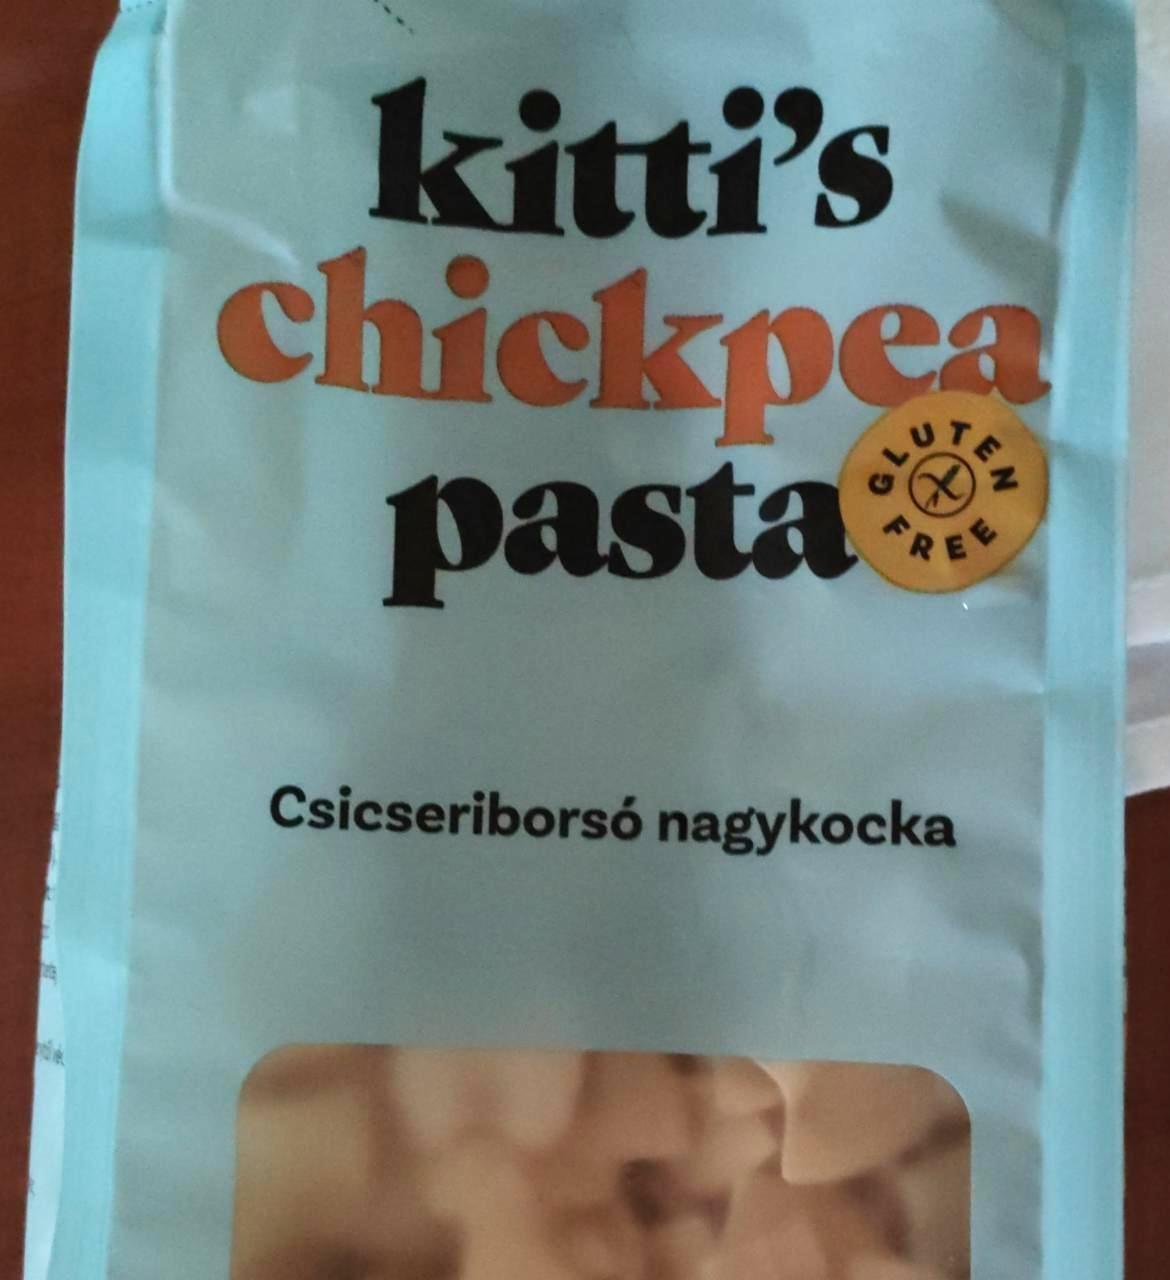 kitti's
chickpea
pasta
GLUTEN
FREE
Csicseriborsó nagykocka